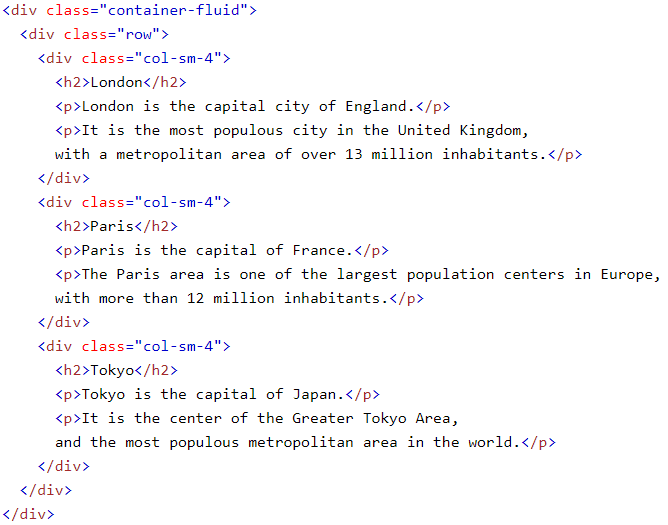 <div class="container-fluid">
  <div class="row">
    <div class="col-sm-4">
      <h2>London</h2>
      <p>London is the capital city of England.</p>
      <p>It is the most populous city in the United Kingdom,
      with a metropolitan area of over 13 million inhabitants.</p>
    </div>
    <div class="col-sm-4">
      <h2>Paris</h2>
      <p>Paris is the capital of France.</p>
      <p>The Paris area is one of the largest population centers in Europe,
      with more than 12 million inhabitants.</p>
    </div>
    <div class="col-sm-4">
      <h2>Tokyo</h2>
      <p>Tokyo is the capital of Japan.</p>
      <p>It is the center of the Greater Tokyo Area,
      and the most populous metropolitan area in the world.</p>
    </div>
  </div>
</div>